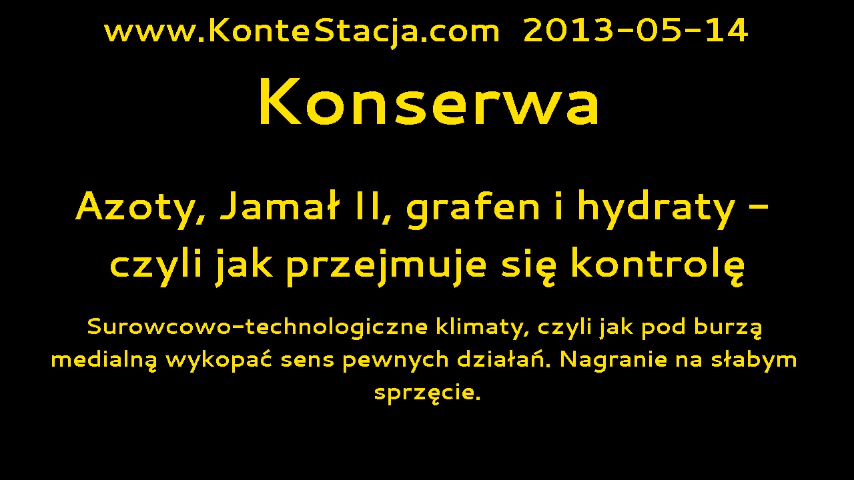 www.KonteStacja.com 2013-05-14
Konserwa
Azoty, Jamał II, grafen i hydraty -
czyli jak przejmuje się kontrolę
Surowcowo-technologiczne klimaty, czyli jak pod burzą
medialną wykopać sens pewnych działań. Nagranie na słabym
sprzęcie.